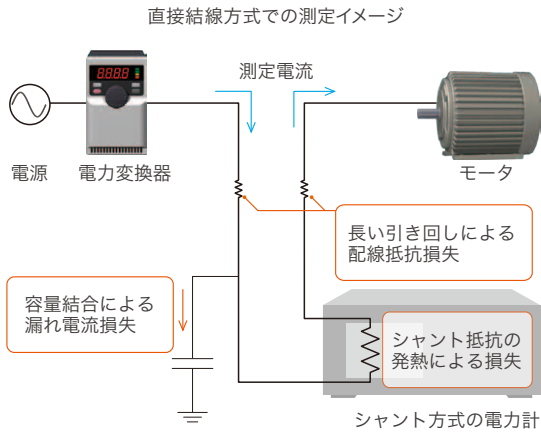 直接結線方式での測定イメージ
8.8.8.8
測定電流
電源
電力変換器
モータ
長い引き回しによる
配線抵抗損失
容量結合による
漏れ電流損失
シャント抵抗の
発熱による損失
シャント方式の電力計